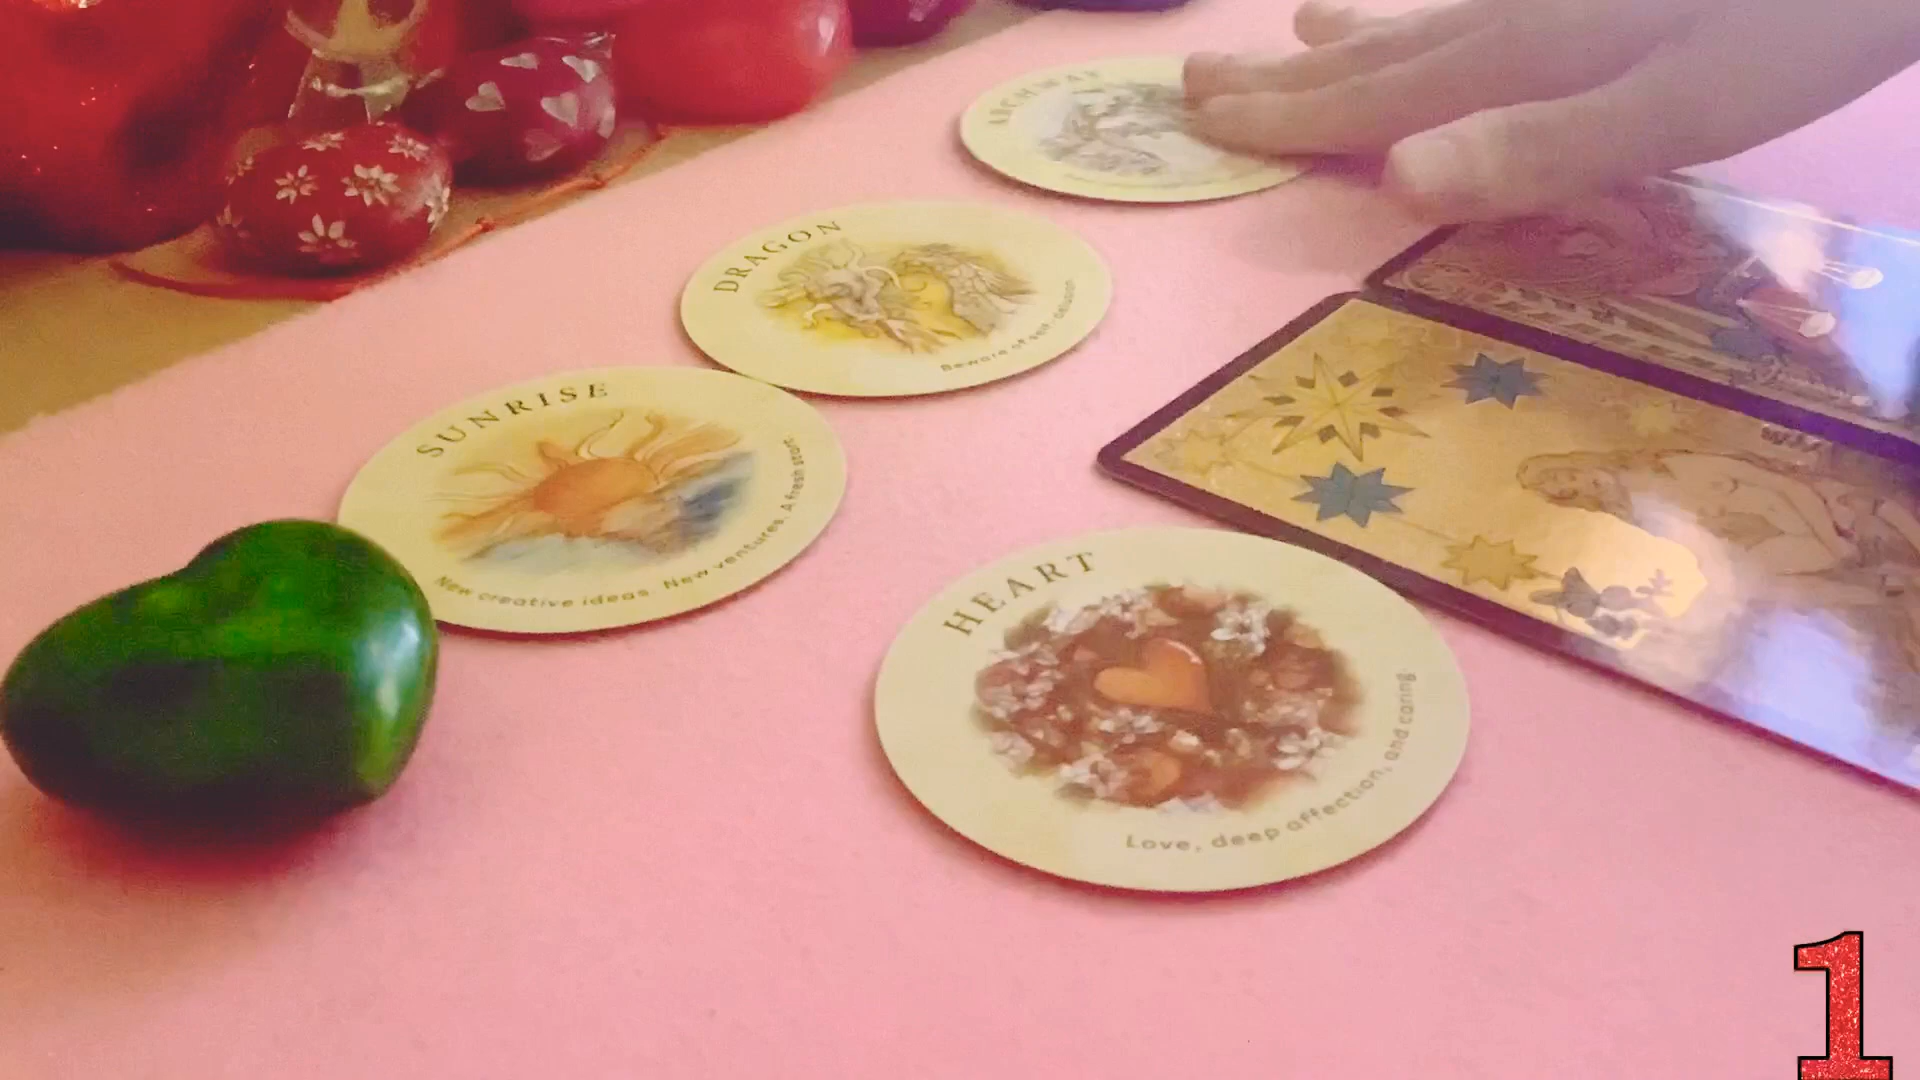 ARCHWAY
DRAGON
Beware of self-delusion
SUNRISE
New creative ideas. New ventures. A fresh start.
HEART
Love, deep affection, and caring
1